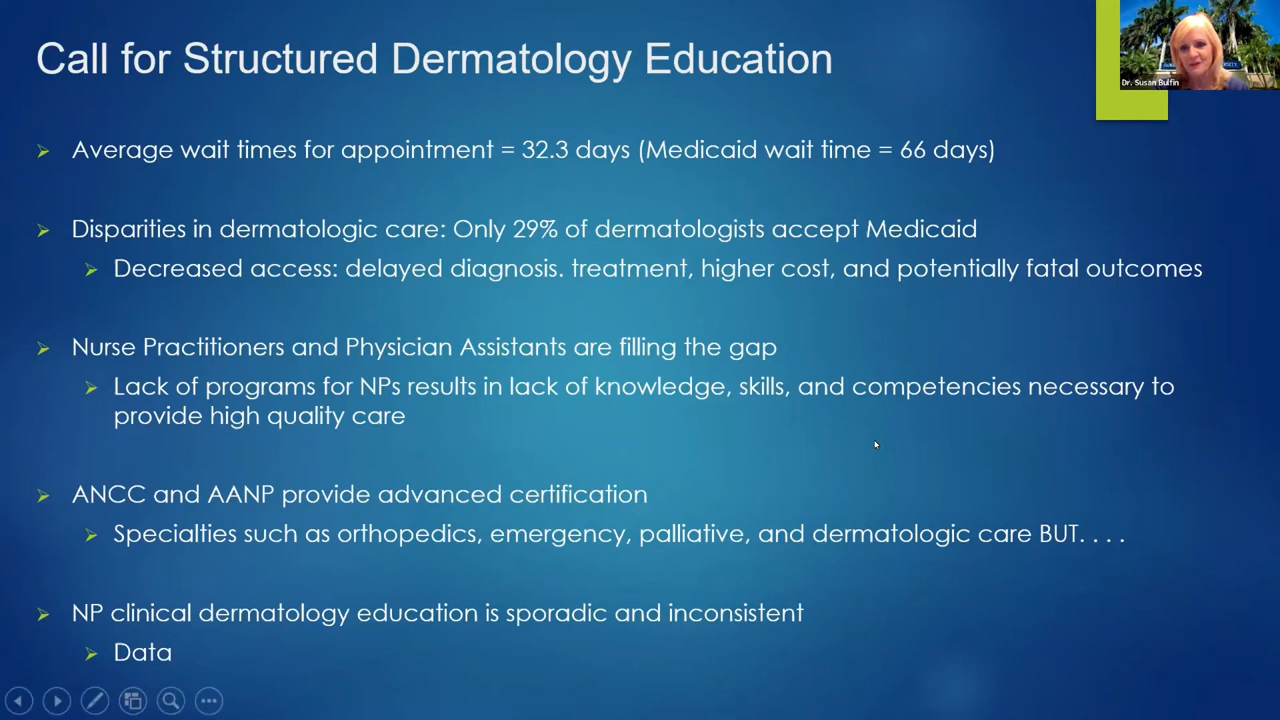 Call for Structured Dermatology Education
Dr. Susan Bulfin
Average wait times for appointment = 32.3 days (Medicaid wait time = 66 days)
Disparities in dermatologic care: Only 29% of dermatologists accept Medicaid
Decreased access: delayed diagnosis. treatment, higher cost, and potentially fatal outcomes
Nurse Practitioners and Physician Assistants are filling the gap
Lack of programs for NPs results in lack of knowledge, skills, and competencies necessary to
provide high quality care
ANCC and AANP provide advanced certification
Specialties such as orthopedics, emergency, palliative, and dermatologic care BUT. . . .
NP clinical dermatology education is sporadic and inconsistent
Data